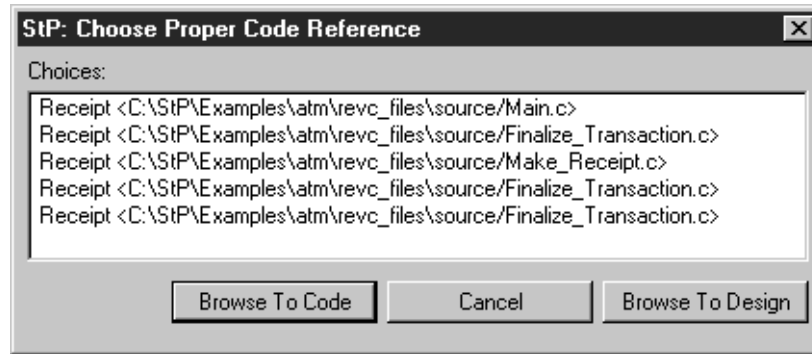 StP: Choose Proper Code Reference
Choices:
Receipt <C:\StP\Examples\atm\revc_files\source/Main.c>
Receipt <C:\StP\Examples\atm\revc_files\source/Finalize_Transaction.c>
Receipt <C:\StP\Examples\atm\revc_files\source/Make_Receipt.c>
Receipt <C:\StP\Examples\atm\revc_files\source/Finalize_Transaction.c>
Receipt <C:\StP\Examples\atm\revc_files\source/Finalize_Transaction.c>
Browse To Code Cancel Browse To Design